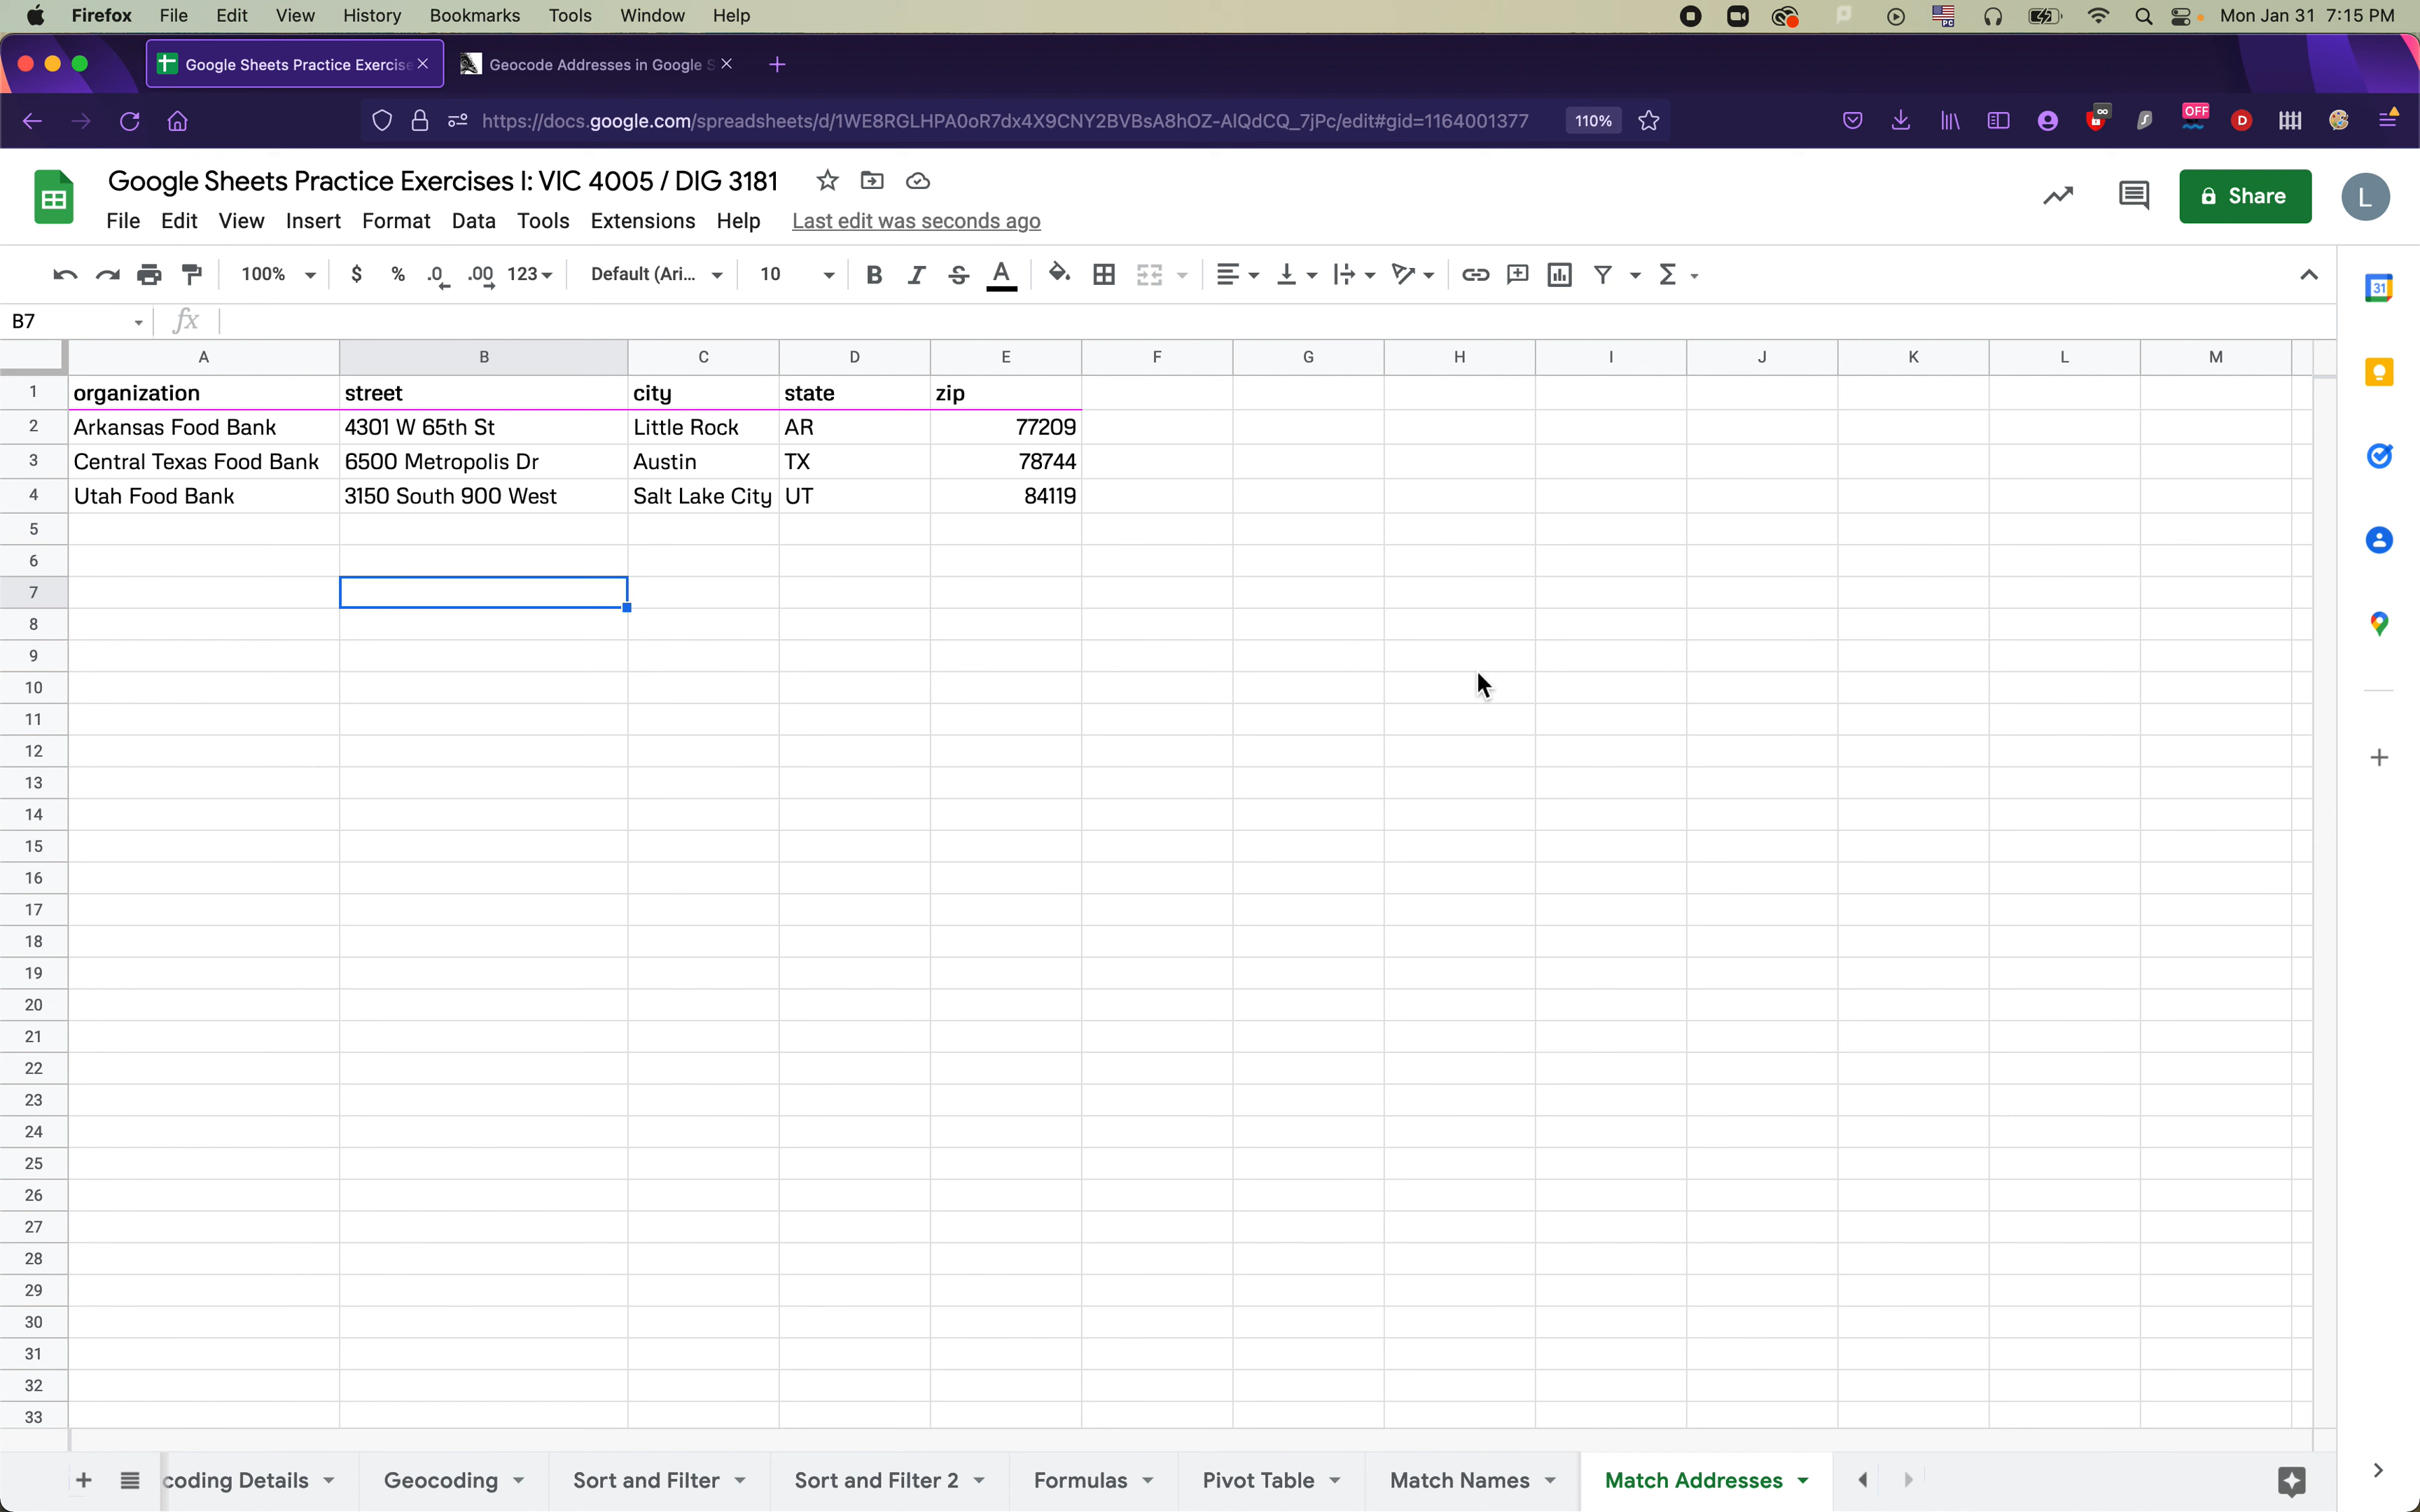 Firefox File Edit View History Bookmarks Tools Window Help Mon Jan 31 7:15 PM
Google Sheets Practice Exercise Geocode Addresses in Google S
https://docs.google.com/spreadsheets/d/1WE8RGLHPA0oR7dx4X9CNY2BVBsA8hOZ-AIQdCQ_7jPc/edit#gid=1164001377 110% OFF D
Google Sheets Practice Exercises I: VIC 4005 / DIG 3181
File Edit View Insert Format Data Tools Extensions Help Last edit was seconds ago Share L
100% $ % .0 .00 123 Default (Ari... 10 B I S A Σ 31
B7 fx
A B C D E F G H I J K L M
1 organization street city state zip
2 Arkansas Food Bank 4301 W 65th St Little Rock AR 77209
3 Central Texas Food Bank 6500 Metropolis Dr Austin TX 78744
4 Utah Food Bank 3150 South 900 West Salt Lake City UT 84119
5
6
7
8
9
10
11
12
13
14
15
16
17
18
19
20
21
22
23
24
25
26
27
28
29
30
31
32
33
+ coding Details Geocoding Sort and Filter Sort and Filter 2 Formulas Pivot Table Match Names Match Addresses